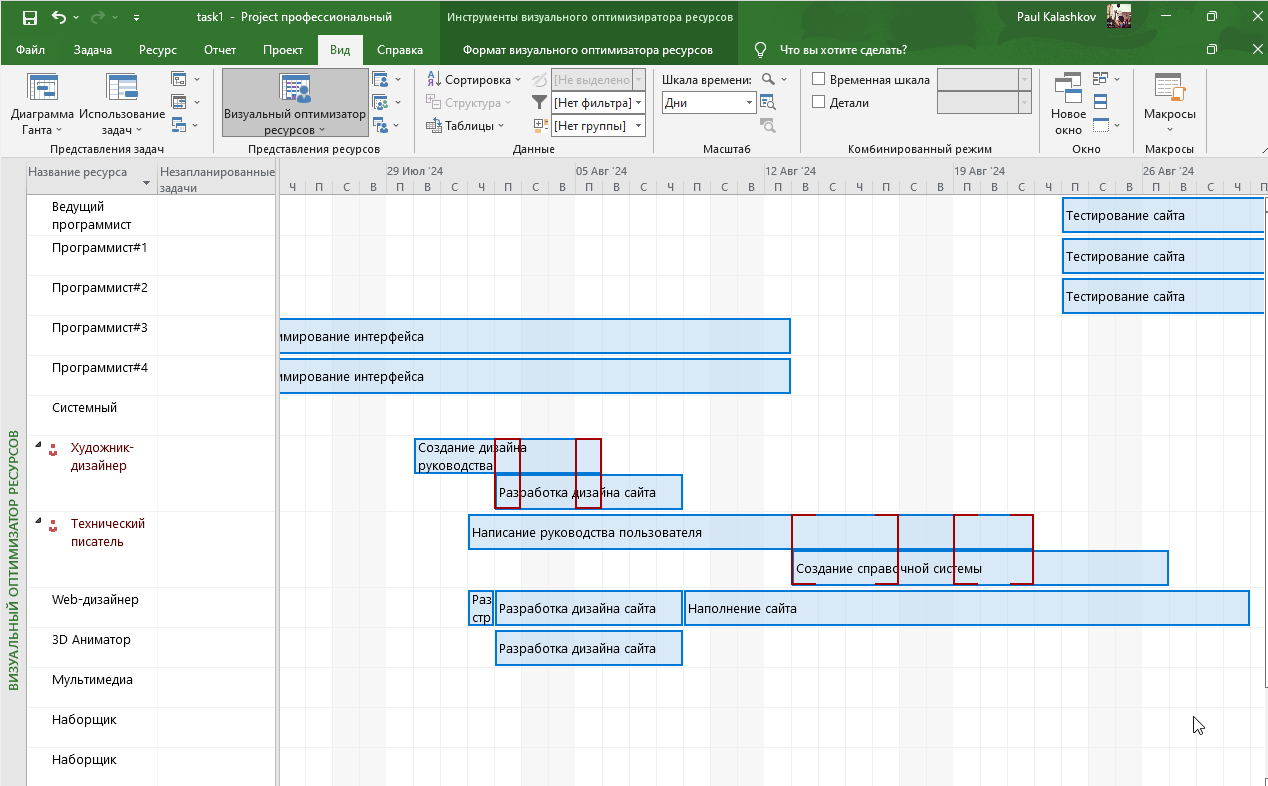 task1 - Project профессиональный
Инструменты визуального оптимизиратора ресурсов
Paul Kalashkov
Файл Задача Ресурс Отчет Проект Вид Справка
Формат визуального оптимизатора ресурсов
Что вы хотите сделать?
Диаграмма Ганта
Использование задач
Представления задач
Визуальный оптимизатор ресурсов
Представления ресурсов
Сортировка
Структура
Таблицы
[Не выделено]
[Нет фильтра]
[Нет группы]
Данные
Шкала времени:
Дни
Масштаб
Временная шкала
Детали
Комбинированный режим
Новое окно
Окно
Макросы
Макросы
ВИЗУАЛЬНЫЙ ОПТИМИЗАТОР РЕСУРСОВ
Название ресурса
Незапланированные задачи
29 Июл '24 05 Авг '24 12 Авг '24 19 Авг '24 26 Авг '24
Ч П С В П В С Ч П С В П В С Ч П С В П В С Ч П С В П В С Ч П С В П В С Ч П
Ведущий программист
Тестирование сайта
Программист#1
Тестирование сайта
Программист#2
Тестирование сайта
Программист#3
мирование интерфейса
Программист#4
мирование интерфейса
Системный
Художник-дизайнер
Создание дизайна руководства
Разработка дизайна сайта
Технический писатель
Написание руководства пользователя
Создание справочной системы
Web-дизайнер
Раз стр
Разработка дизайна сайта
Наполнение сайта
3D Аниматор
Разработка дизайна сайта
Мультимедиа
Наборщик
Наборщик